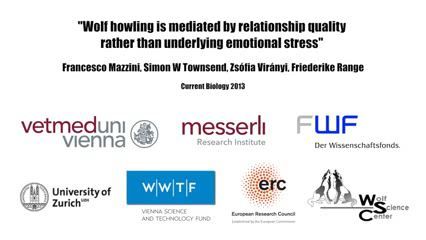 "Wolf howling is mediated by relationship quality
rather than underlying emotional stress"
Francesco Mazzini, Simon W Townsend, Zsófia Virányi, Friederike Range
Current Biology 2013
vetmeduni
vienna
messerli
Research Institute
FWF
Der Wissenschaftsfonds.
University of
Zurich UZH
WWTF
VIENNA SCIENCE
AND TECHNOLOGY FUND
erc
European Research Council
Established by the European Commission
Wolf
Science
Center